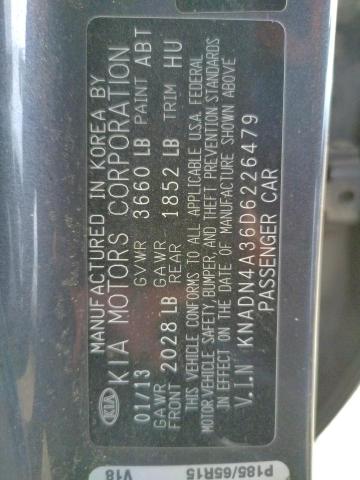 MANUFACTURED IN KOREA BY
KIA KIA MOTORS CORPORATION
01/13 GVWR 3660 LB PAINT ABT
GAWR FRONT 2028 LB GAWR REAR 1852 LB TRIM HU
THIS VEHICLE CONFORMS TO ALL APPLICABLE U.S.A. FEDERAL
MOTOR VEHICLE SAFETY, BUMPER, AND THEFT PREVENTION STANDARDS
IN EFFECT ON THE DATE OF MANUFACTURE SHOWN ABOVE
V.I.N KNADN4A36D6226479
PASSENGER CAR
V18 P185/65R15